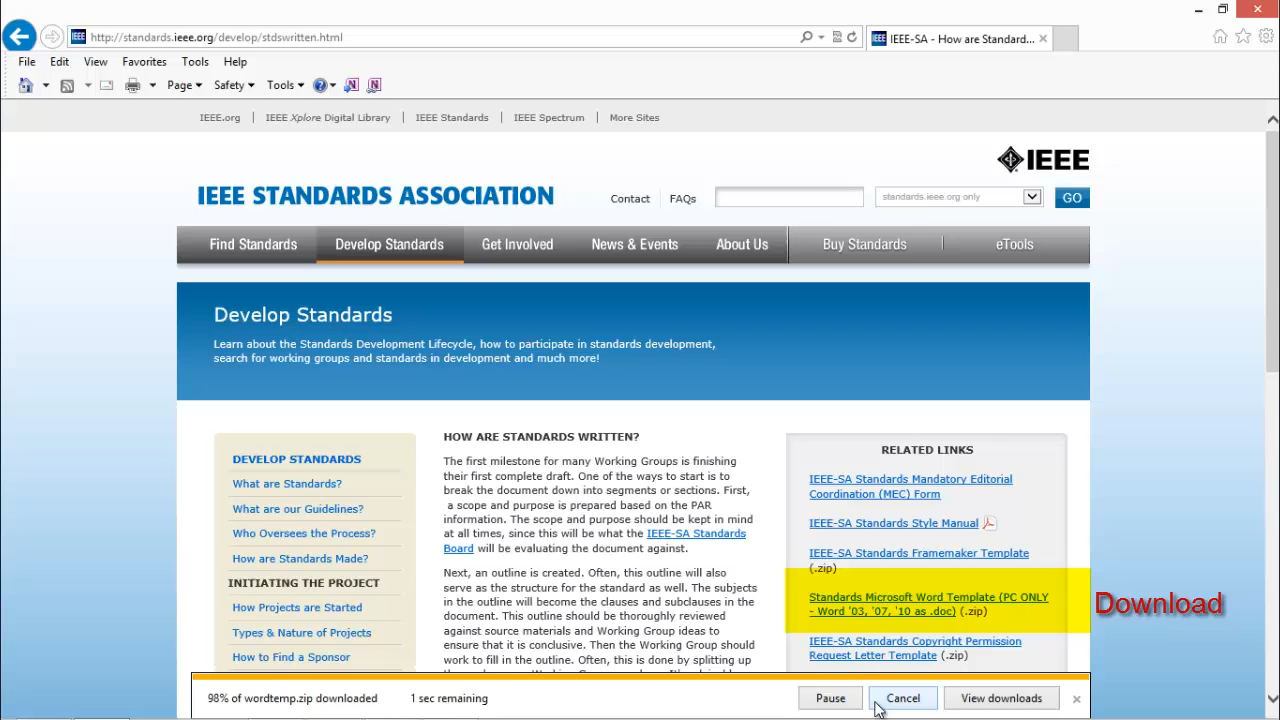 http://standards.ieee.org/develop/stdswritten.html
IEEE-SA - How are Standard...
File Edit View Favorites Tools Help
Page Safety Tools
IEEE.org | IEEE Xplore Digital Library | IEEE Standards | IEEE Spectrum | More Sites
IEEE
IEEE STANDARDS ASSOCIATION
Contact FAQs standards.ieee.org only GO
Find Standards Develop Standards Get Involved News & Events About Us Buy Standards eTools
Develop Standards
Learn about the Standards Development Lifecycle, how to participate in standards development,
search for working groups and standards in development and much more!
DEVELOP STANDARDS
What are Standards?
What are our Guidelines?
Who Oversees the Process?
How are Standards Made?
INITIATING THE PROJECT
How Projects are Started
Types & Nature of Projects
How to Find a Sponsor
HOW ARE STANDARDS WRITTEN?
The first milestone for many Working Groups is finishing
their first complete draft. One of the ways to start is to
break the document down into segments or sections. First,
a scope and purpose is prepared based on the PAR
information. The scope and purpose should be kept in mind
at all times, since this will be what the IEEE-SA Standards
Board will be evaluating the document against.
Next, an outline is created. Often, this outline will also
serve as the structure for the standard as well. The subjects
in the outline will become the clauses and subclauses in the
document. This outline should be thoroughly reviewed
against source materials and Working Group ideas to
ensure that it is conclusive. Then the Working Group should
work to fill in the outline. Often, this is done by splitting up
RELATED LINKS
IEEE-SA Standards Mandatory Editorial
Coordination (MEC) Form
IEEE-SA Standards Style Manual
IEEE-SA Standards Framemaker Template
(.zip)
Standards Microsoft Word Template (PC ONLY
- Word '03, '07, '10 as .doc) (.zip)
IEEE-SA Standards Copyright Permission
Request Letter Template (.zip)
Download
98% of wordtemp.zip downloaded 1 sec remaining Pause Cancel View downloads